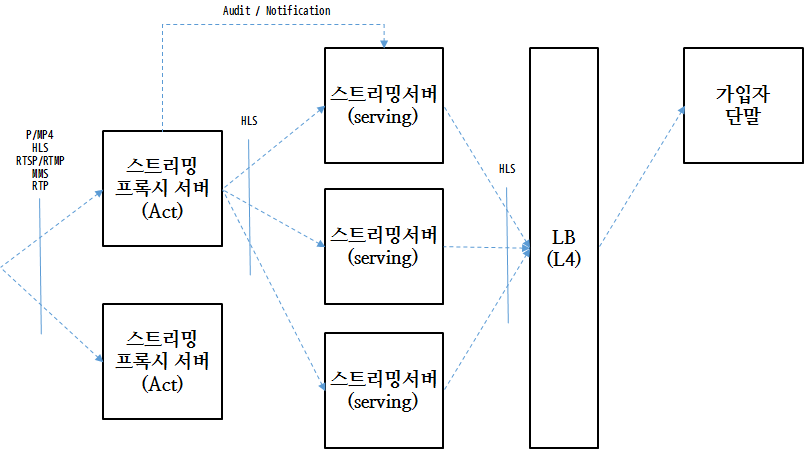 Audit / Notification
P/MP4
HLS
RTSP/RTMP
MMS
RTP
스트리밍
프록시 서버
(Act)
스트리밍
프록시 서버
(Act)
HLS
스트리밍서버
(serving)
스트리밍서버
(serving)
스트리밍서버
(serving)
HLS
LB
(L4)
가입자
단말